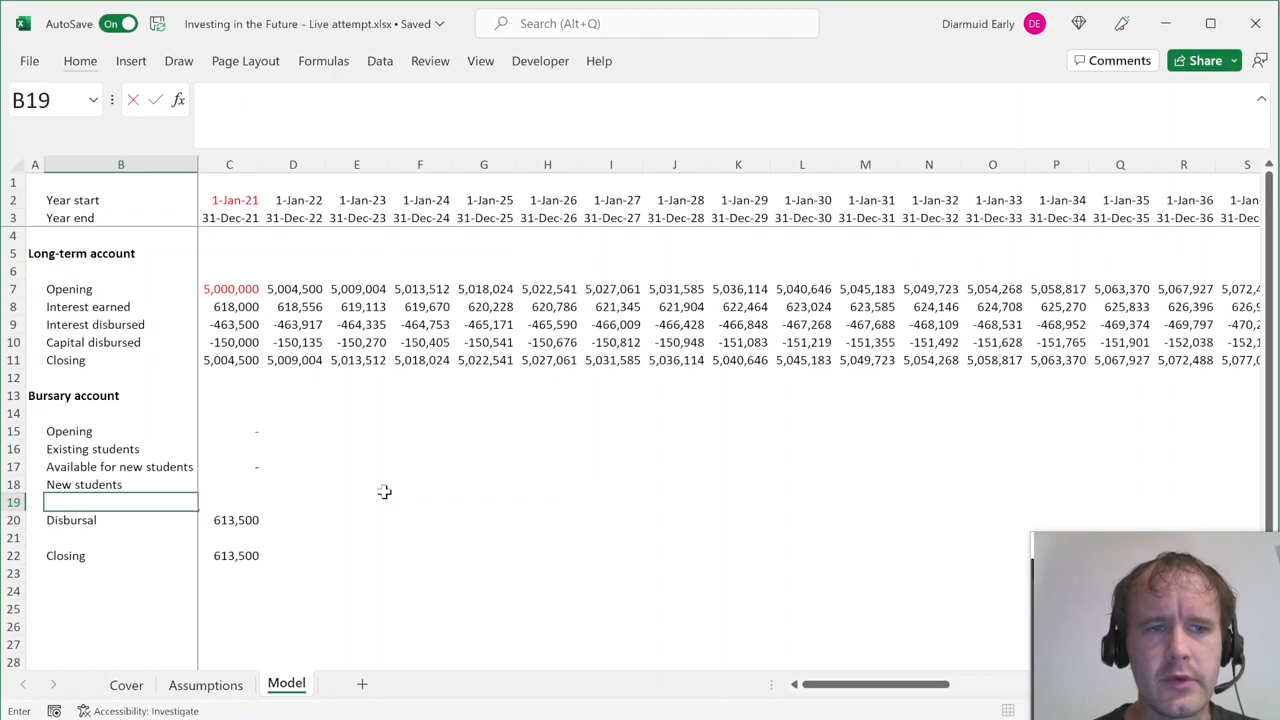 AutoSave On Investing in the Future - Live attempt.xlsx • Saved Search (Alt+Q) Diarmuid Early DE
File Home Insert Draw Page Layout Formulas Data Review View Developer Help Comments Share
B19 fx
A B C D E F G H I J K L M N O P Q R S
1
2 Year start 1-Jan-21 1-Jan-22 1-Jan-23 1-Jan-24 1-Jan-25 1-Jan-26 1-Jan-27 1-Jan-28 1-Jan-29 1-Jan-30 1-Jan-31 1-Jan-32 1-Jan-33 1-Jan-34 1-Jan-35 1-Jan-36 1-Jan
3 Year end 31-Dec-21 31-Dec-22 31-Dec-23 31-Dec-24 31-Dec-25 31-Dec-26 31-Dec-27 31-Dec-28 31-Dec-29 31-Dec-30 31-Dec-31 31-Dec-32 31-Dec-33 31-Dec-34 31-Dec-35 31-Dec-36 31-Dec
4
5 Long-term account
6
7 Opening 5,000,000 5,004,500 5,009,004 5,013,512 5,018,024 5,022,541 5,027,061 5,031,585 5,036,114 5,040,646 5,045,183 5,049,723 5,054,268 5,058,817 5,063,370 5,067,927 5,072,4
8 Interest earned 618,000 618,556 619,113 619,670 620,228 620,786 621,345 621,904 622,464 623,024 623,585 624,146 624,708 625,270 625,833 626,396 626,9
9 Interest disbursed -463,500 -463,917 -464,335 -464,753 -465,171 -465,590 -466,009 -466,428 -466,848 -467,268 -467,688 -468,109 -468,531 -468,952 -469,374 -469,797 -470,2
10 Capital disbursed -150,000 -150,135 -150,270 -150,405 -150,541 -150,676 -150,812 -150,948 -151,083 -151,219 -151,355 -151,492 -151,628 -151,765 -151,901 -152,038 -152,1
11 Closing 5,004,500 5,009,004 5,013,512 5,018,024 5,022,541 5,027,061 5,031,585 5,036,114 5,040,646 5,045,183 5,049,723 5,054,268 5,058,817 5,063,370 5,067,927 5,072,488 5,077,0
12
13 Bursary account
14
15 Opening -
16 Existing students
17 Available for new students -
18 New students
19
20 Disbursal 613,500
21
22 Closing 613,500
23
24
25
26
27
28
Cover Assumptions Model
Enter Accessibility: Investigate